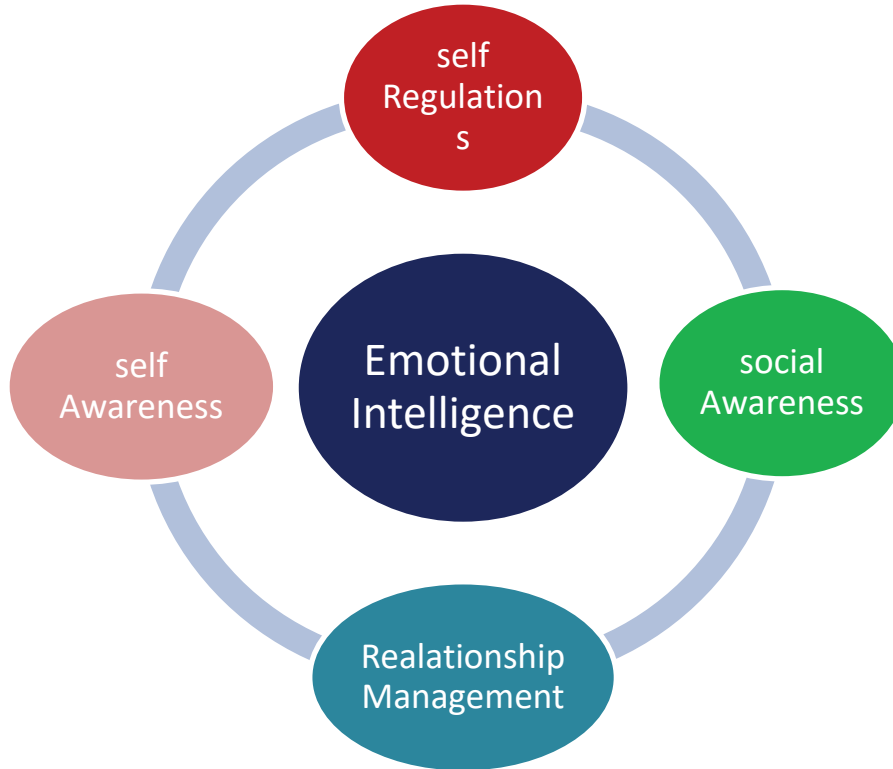 self
Regulation
s
Emotional
Intelligence
self
Awareness
social
Awareness
Realationship
Management